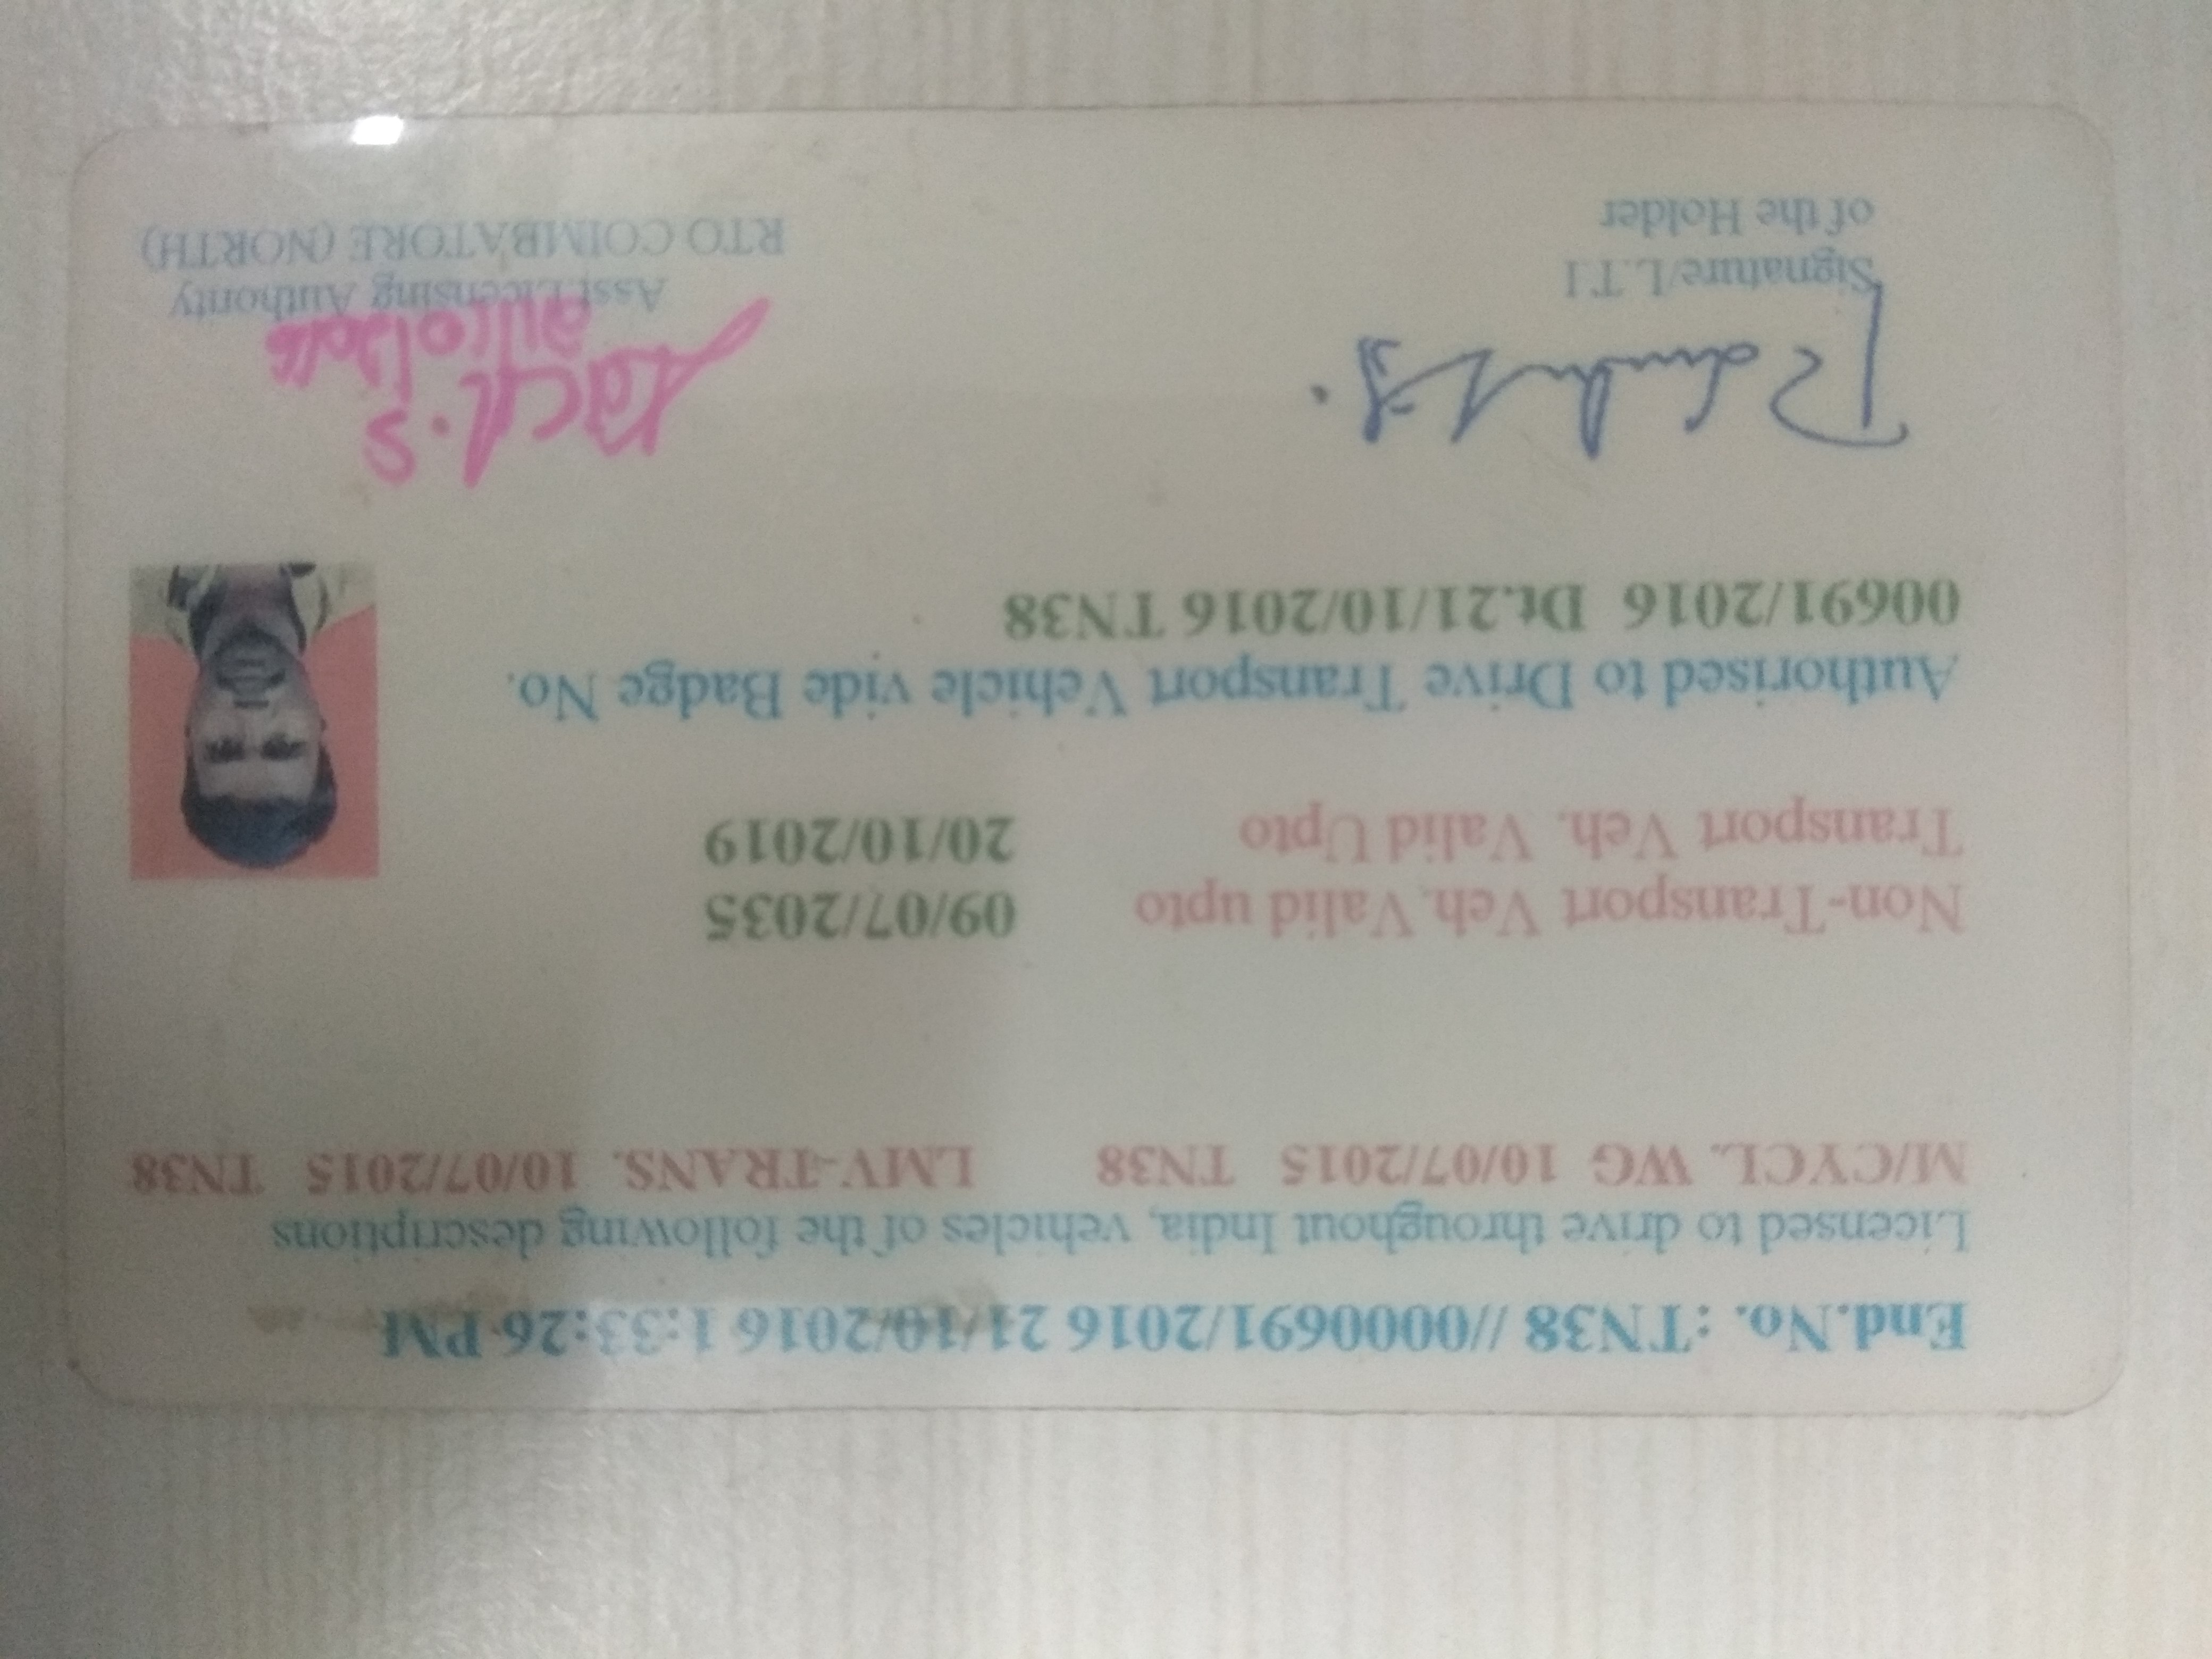 End.No. :TN38 //0000691/2016 21/10/2016 1:33:26 PM
Licensed to drive throughout India, vehicles of the following descriptions
M/CYCL. WG 10/07/2015 TN38 LMV-TRANS. 10/07/2015 TN38
Non-Transport Veh.Valid upto 09/07/2035
Transport Veh. Valid Upto 20/10/2019
Authorised to Drive Transport Vehicle vide Badge No.
00691/2016 Dt.21/10/2016 TN38
Signature/L.T.I
of the Holder
Asst.Licensing Authority
RTO COIMBATORE (NORTH)